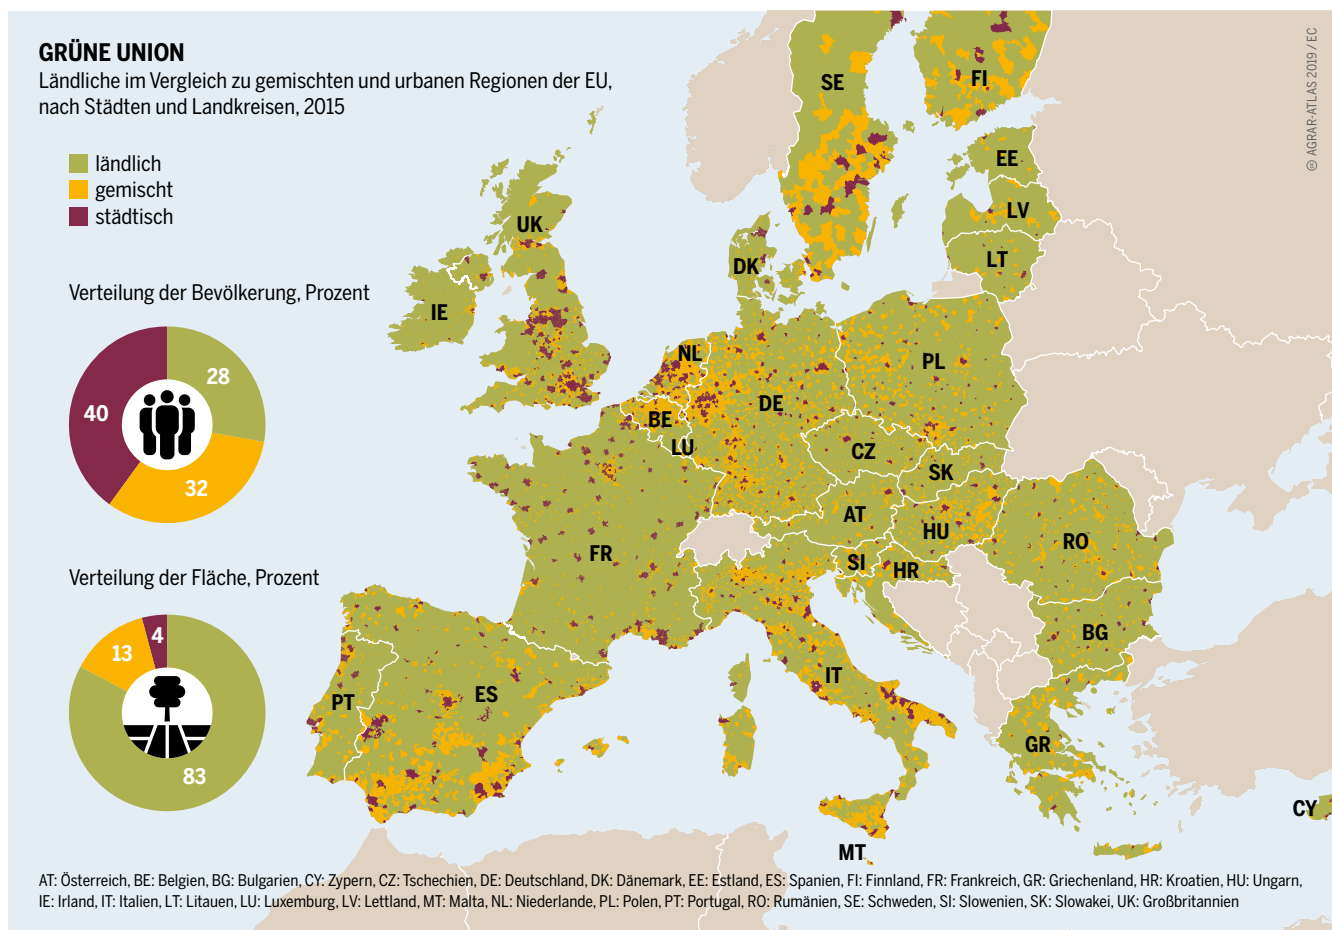 GRÜNE UNION
Ländliche im Vergleich zu gemischten und urbanen Regionen der EU,
nach Städten und Landkreisen, 2015
ländlich
gemischt
städtisch
Verteilung der Bevölkerung, Prozent
28
40
32
Verteilung der Fläche, Prozent
4
13
83
SE
FI
EE
LV
LT
UK
DK
IE
NL
PL
DE
BE
LU
CZ
SK
AT
HU
FR
SI
HR
RO
BG
IT
ES
PT
GR
CY
MT
© AGRAR-ATLAS 2019 / EC
AT: Österreich, BE: Belgien, BG: Bulgarien, CY: Zypern, CZ: Tschechien, DE: Deutschland, DK: Dänemark, EE: Estland, ES: Spanien, FI: Finnland, FR: Frankreich, GR: Griechenland, HR: Kroatien, HU: Ungarn,
IE: Irland, IT: Italien, LT: Litauen, LU: Luxemburg, LV: Lettland, MT: Malta, NL: Niederlande, PL: Polen, PT: Portugal, RO: Rumänien, SE: Schweden, SI: Slowenien, SK: Slowakei, UK: Großbritannien